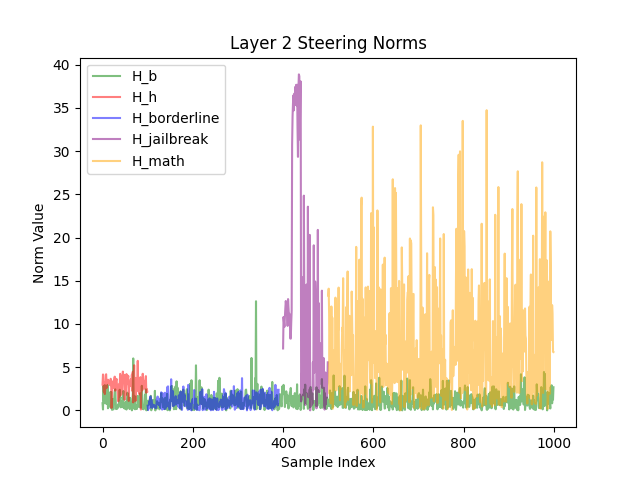 Layer 2 Steering Norms
Norm Value
40
35
30
25
20
15
10
5
0
H_b
H_h
H_borderline
H_jailbreak
H_math
0
200
400
600
800
1000
Sample Index